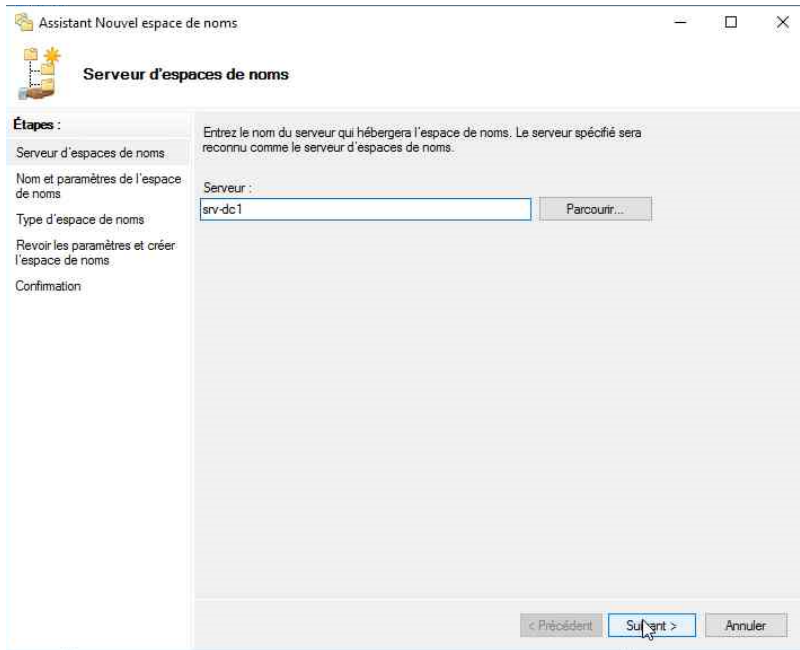 Assistant Nouvel espace de noms
Serveur d'espaces de noms
Étapes :
Serveur d'espaces de noms
Nom et paramètres de l'espace
de noms
Type d'espace de noms
Revoir les paramètres et créer
l'espace de noms
Confirmation
Entrez le nom du serveur qui hébergera l'espace de noms. Le serveur spécifié sera
reconnu comme le serveur d'espaces de noms.
Serveur :
srv-dc1
Parcourir...
< Précédent
Suivant >
Annuler